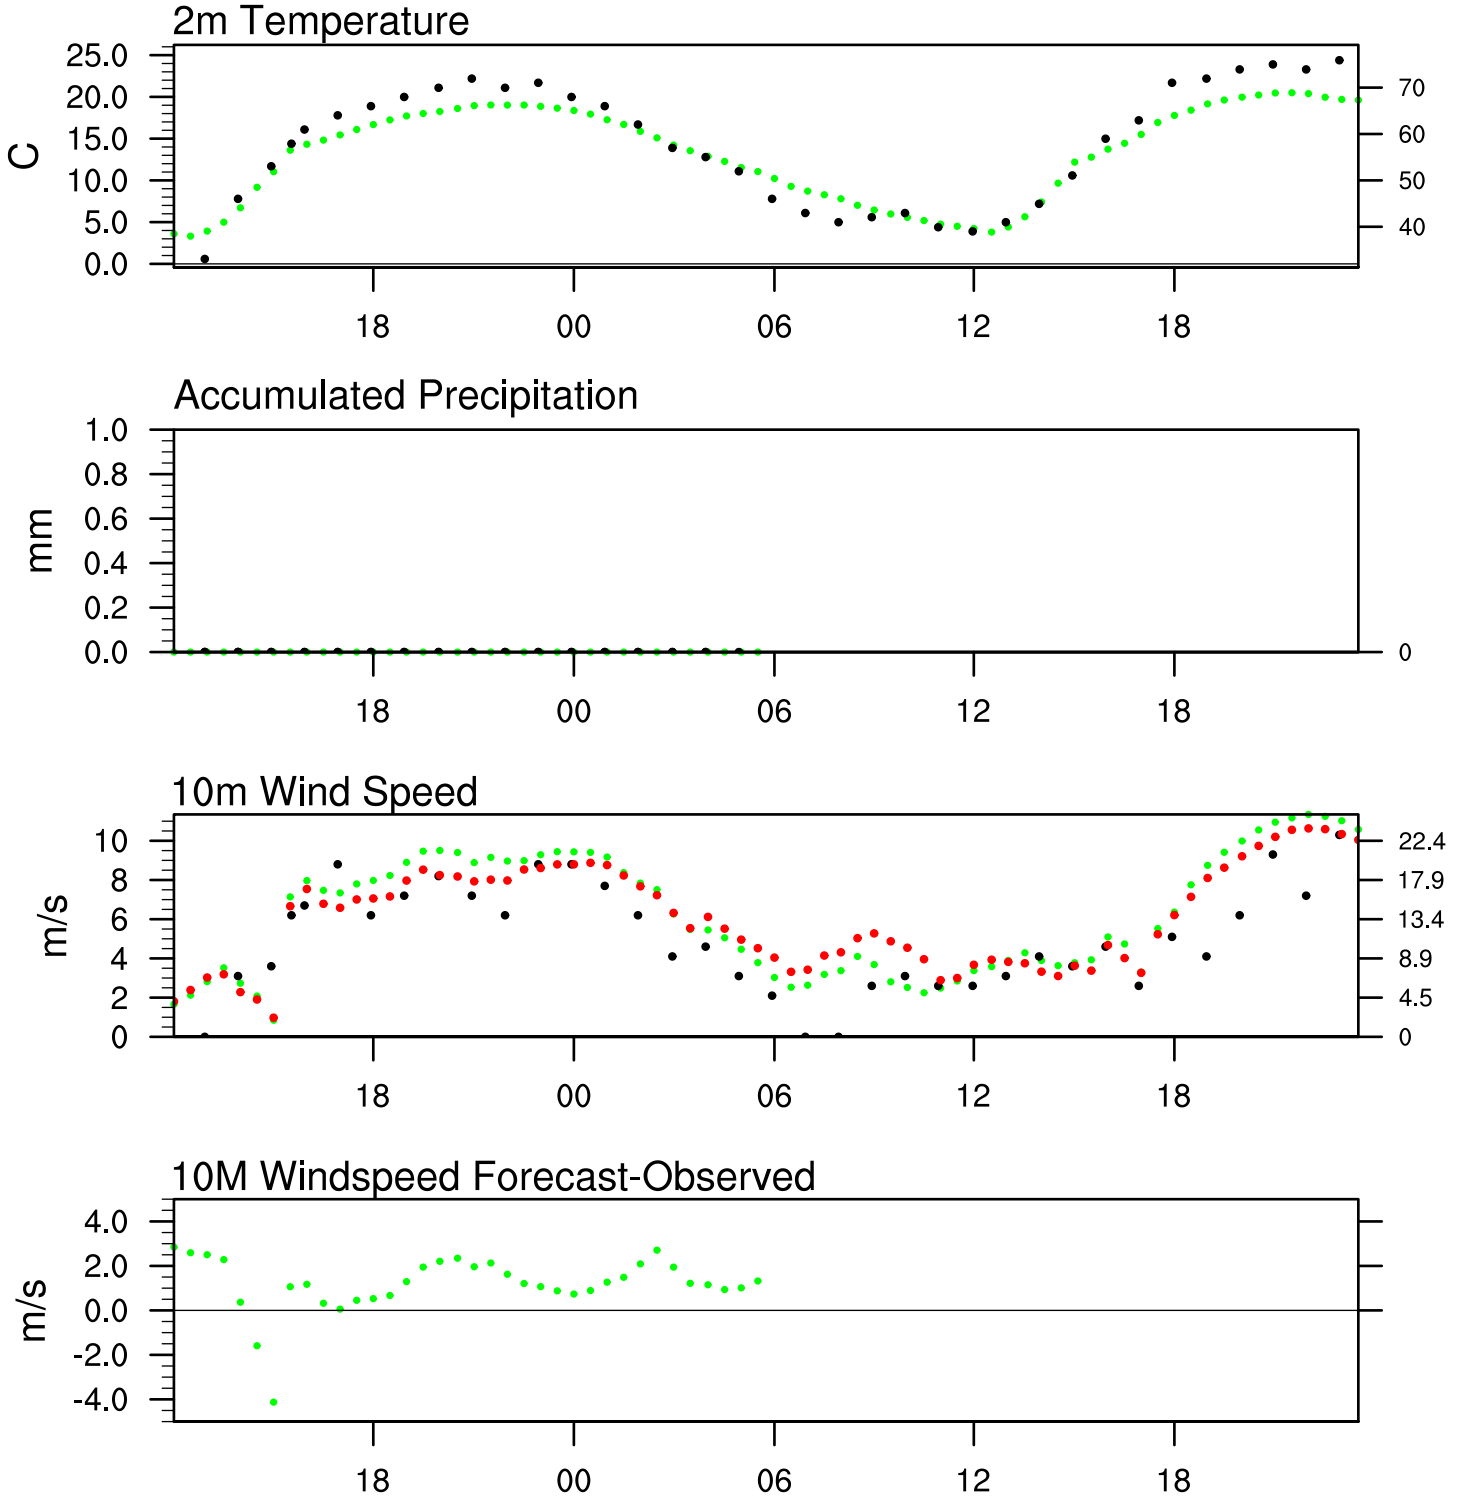 2m Temperature
25.0
20.0
15.0
10.0
5.0
0.0
C
70
60
50
40
18 00 06 12 18
Accumulated Precipitation
1.0
0.8
0.6
0.4
0.2
0.0
mm
0
18 00 06 12 18
10m Wind Speed
10
8
6
4
2
0
m/s
22.4
17.9
13.4
8.9
4.5
0
18 00 06 12 18
10M Windspeed Forecast-Observed
4.0
2.0
0.0
-2.0
-4.0
m/s
18 00 06 12 18